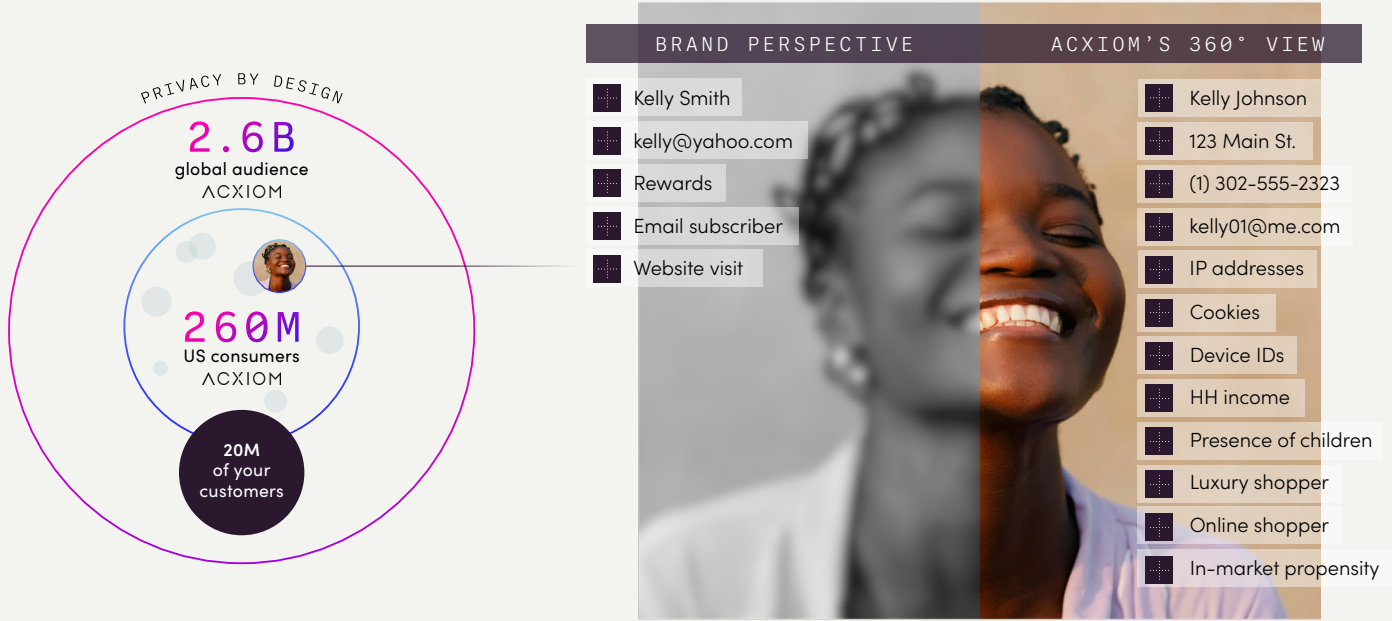 PRIVACY BY DESIGN
2.6B
global audience
ACXIOM
260M
US consumers
ACXIOM
20M
of your
customers
BRAND PERSPECTIVE
Kelly Smith
kelly@yahoo.com
Rewards
Email subscriber
Website visit
ACXIOM’S 360° VIEW
Kelly Johnson
123 Main St.
(1) 302-555-2323
kelly01@me.com
IP addresses
Cookies
Device IDs
HH income
Presence of children
Luxury shopper
Online shopper
In-market propensity